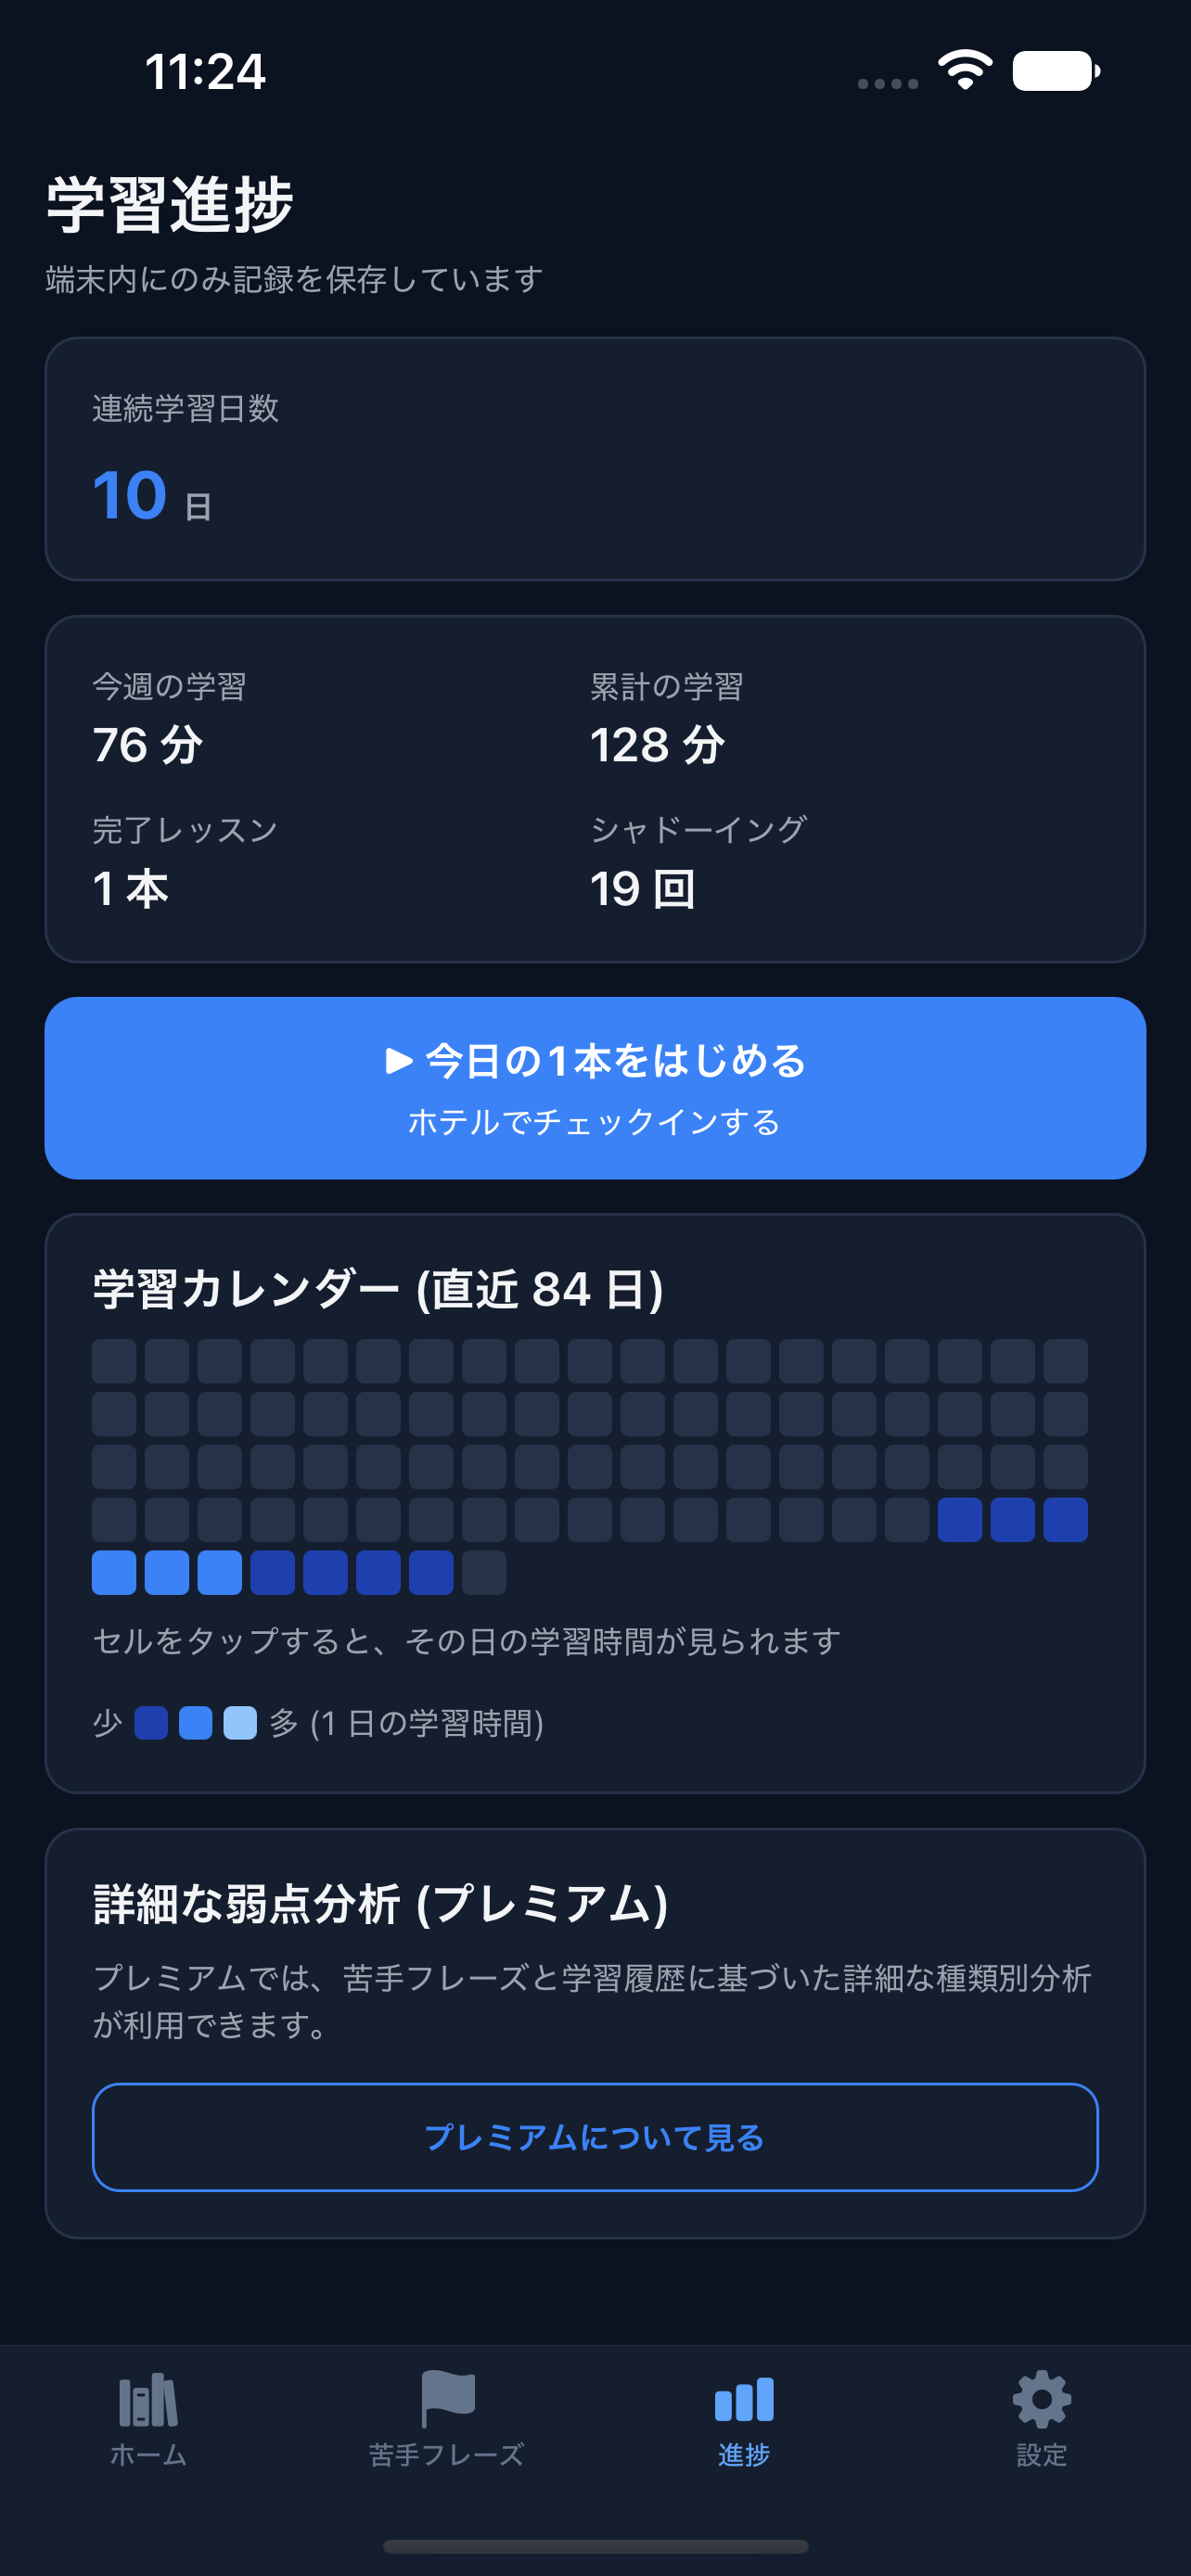 11:24
学習進捗
端末内にのみ記録を保存しています
連続学習日数
10 日
今週の学習
76 分
累計の学習
128 分
完了レッスン
1 本
シャドーイング
19 回
今日の1本をはじめる
ホテルでチェックインする
学習カレンダー (直近 84 日)
セルをタップすると、その日の学習時間が見られます
少 多 (1 日の学習時間)
詳細な弱点分析 (プレミアム)
プレミアムでは、苦手フレーズと学習履歴に基づいた詳細な種類別分析
が利用できます。
プレミアムについて見る
ホーム
苦手フレーズ
進捗
設定